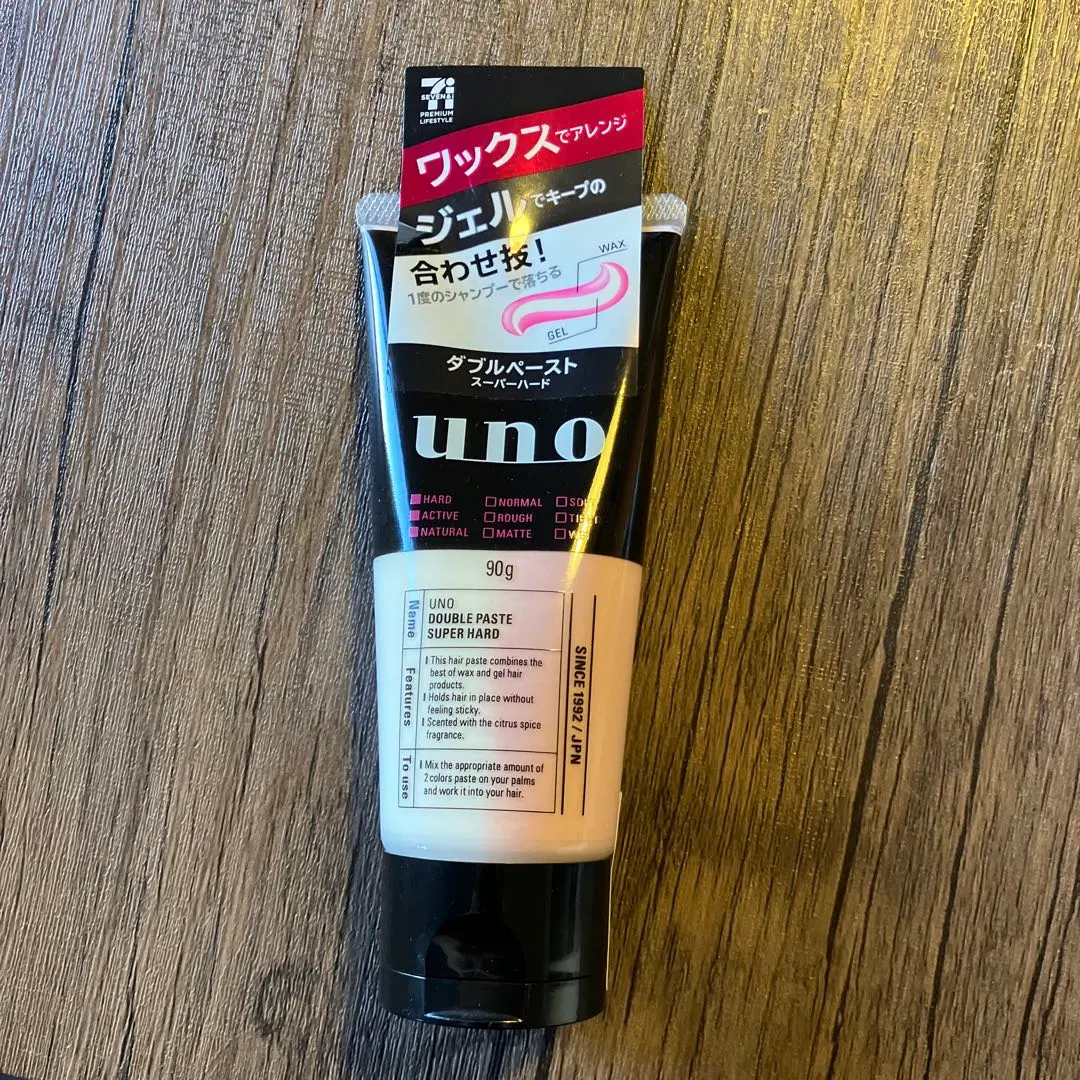 SEVEN&i
PREMIUM
LIFESTYLE
ワックスでアレンジ
ジェルでキープの
合わせ技!
1度のシャンプーで落ちる
WAX
GEL
ダブルペースト
スーパーハード
uno
HARD NORMAL
ACTIVE ROUGH
NATURAL MATTE
90g
Name
UNO
DOUBLE PASTE
SUPER HARD
Features
This hair paste combines the
best of wax and gel hair
products.
Holds hair in place without
feeling sticky.
Scented with the citrus spice
fragrance.
To use
Mix the appropriate amount of
2 colors paste on your palms
and work it into your hair.
SINCE 1992 / JPN